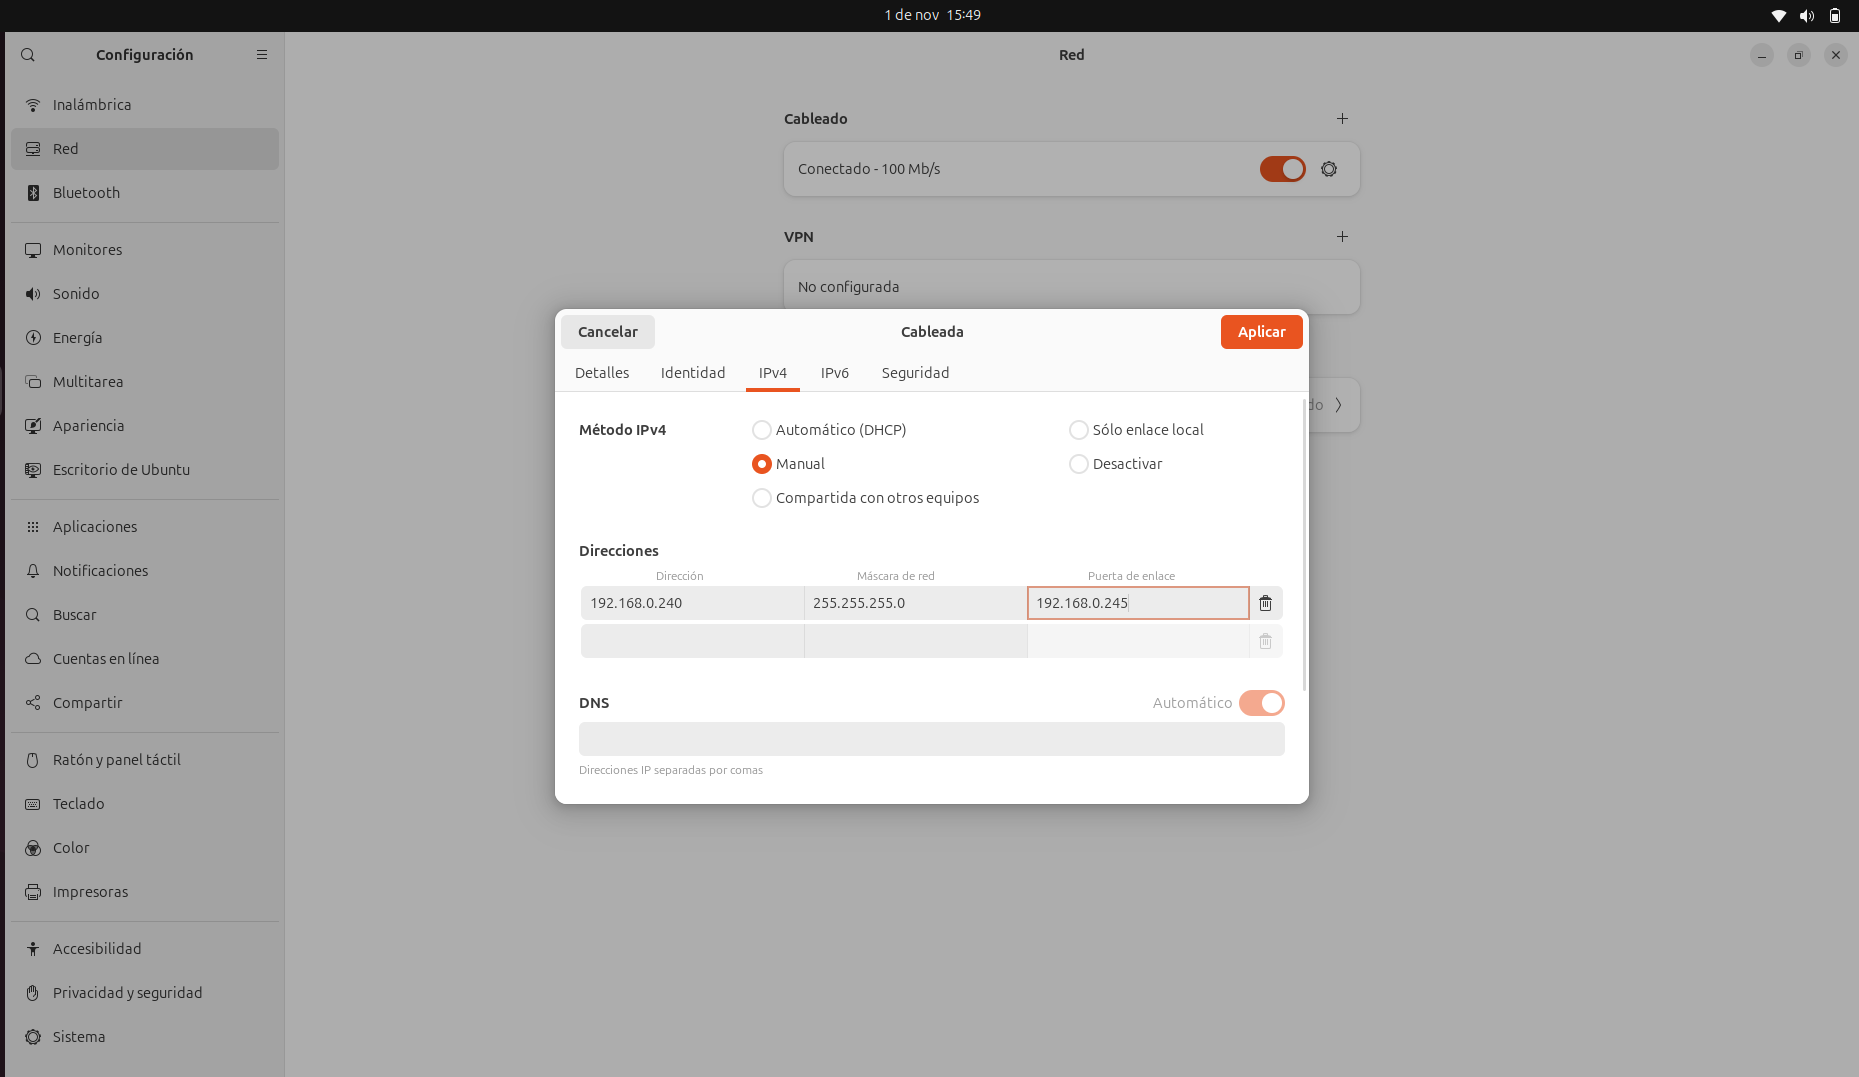 1 de nov 15:49
Configuración
Red
Inalámbrica
Red
Bluetooth
Monitores
Sonido
Energía
Multitarea
Apariencia
Escritorio de Ubuntu
Aplicaciones
Notificaciones
Buscar
Cuentas en línea
Compartir
Ratón y panel táctil
Teclado
Color
Impresoras
Accesibilidad
Privacidad y seguridad
Sistema
Cableado
Conectado - 100 Mb/s
VPN
No configurada
do
Cancelar
Cableada
Aplicar
Detalles Identidad IPv4 IPv6 Seguridad
Método IPv4
Automático (DHCP)
Sólo enlace local
Manual
Desactivar
Compartida con otros equipos
Direcciones
Dirección Máscara de red Puerta de enlace
192.168.0.240 255.255.255.0 192.168.0.245
DNS
Automático
Direcciones IP separadas por comas